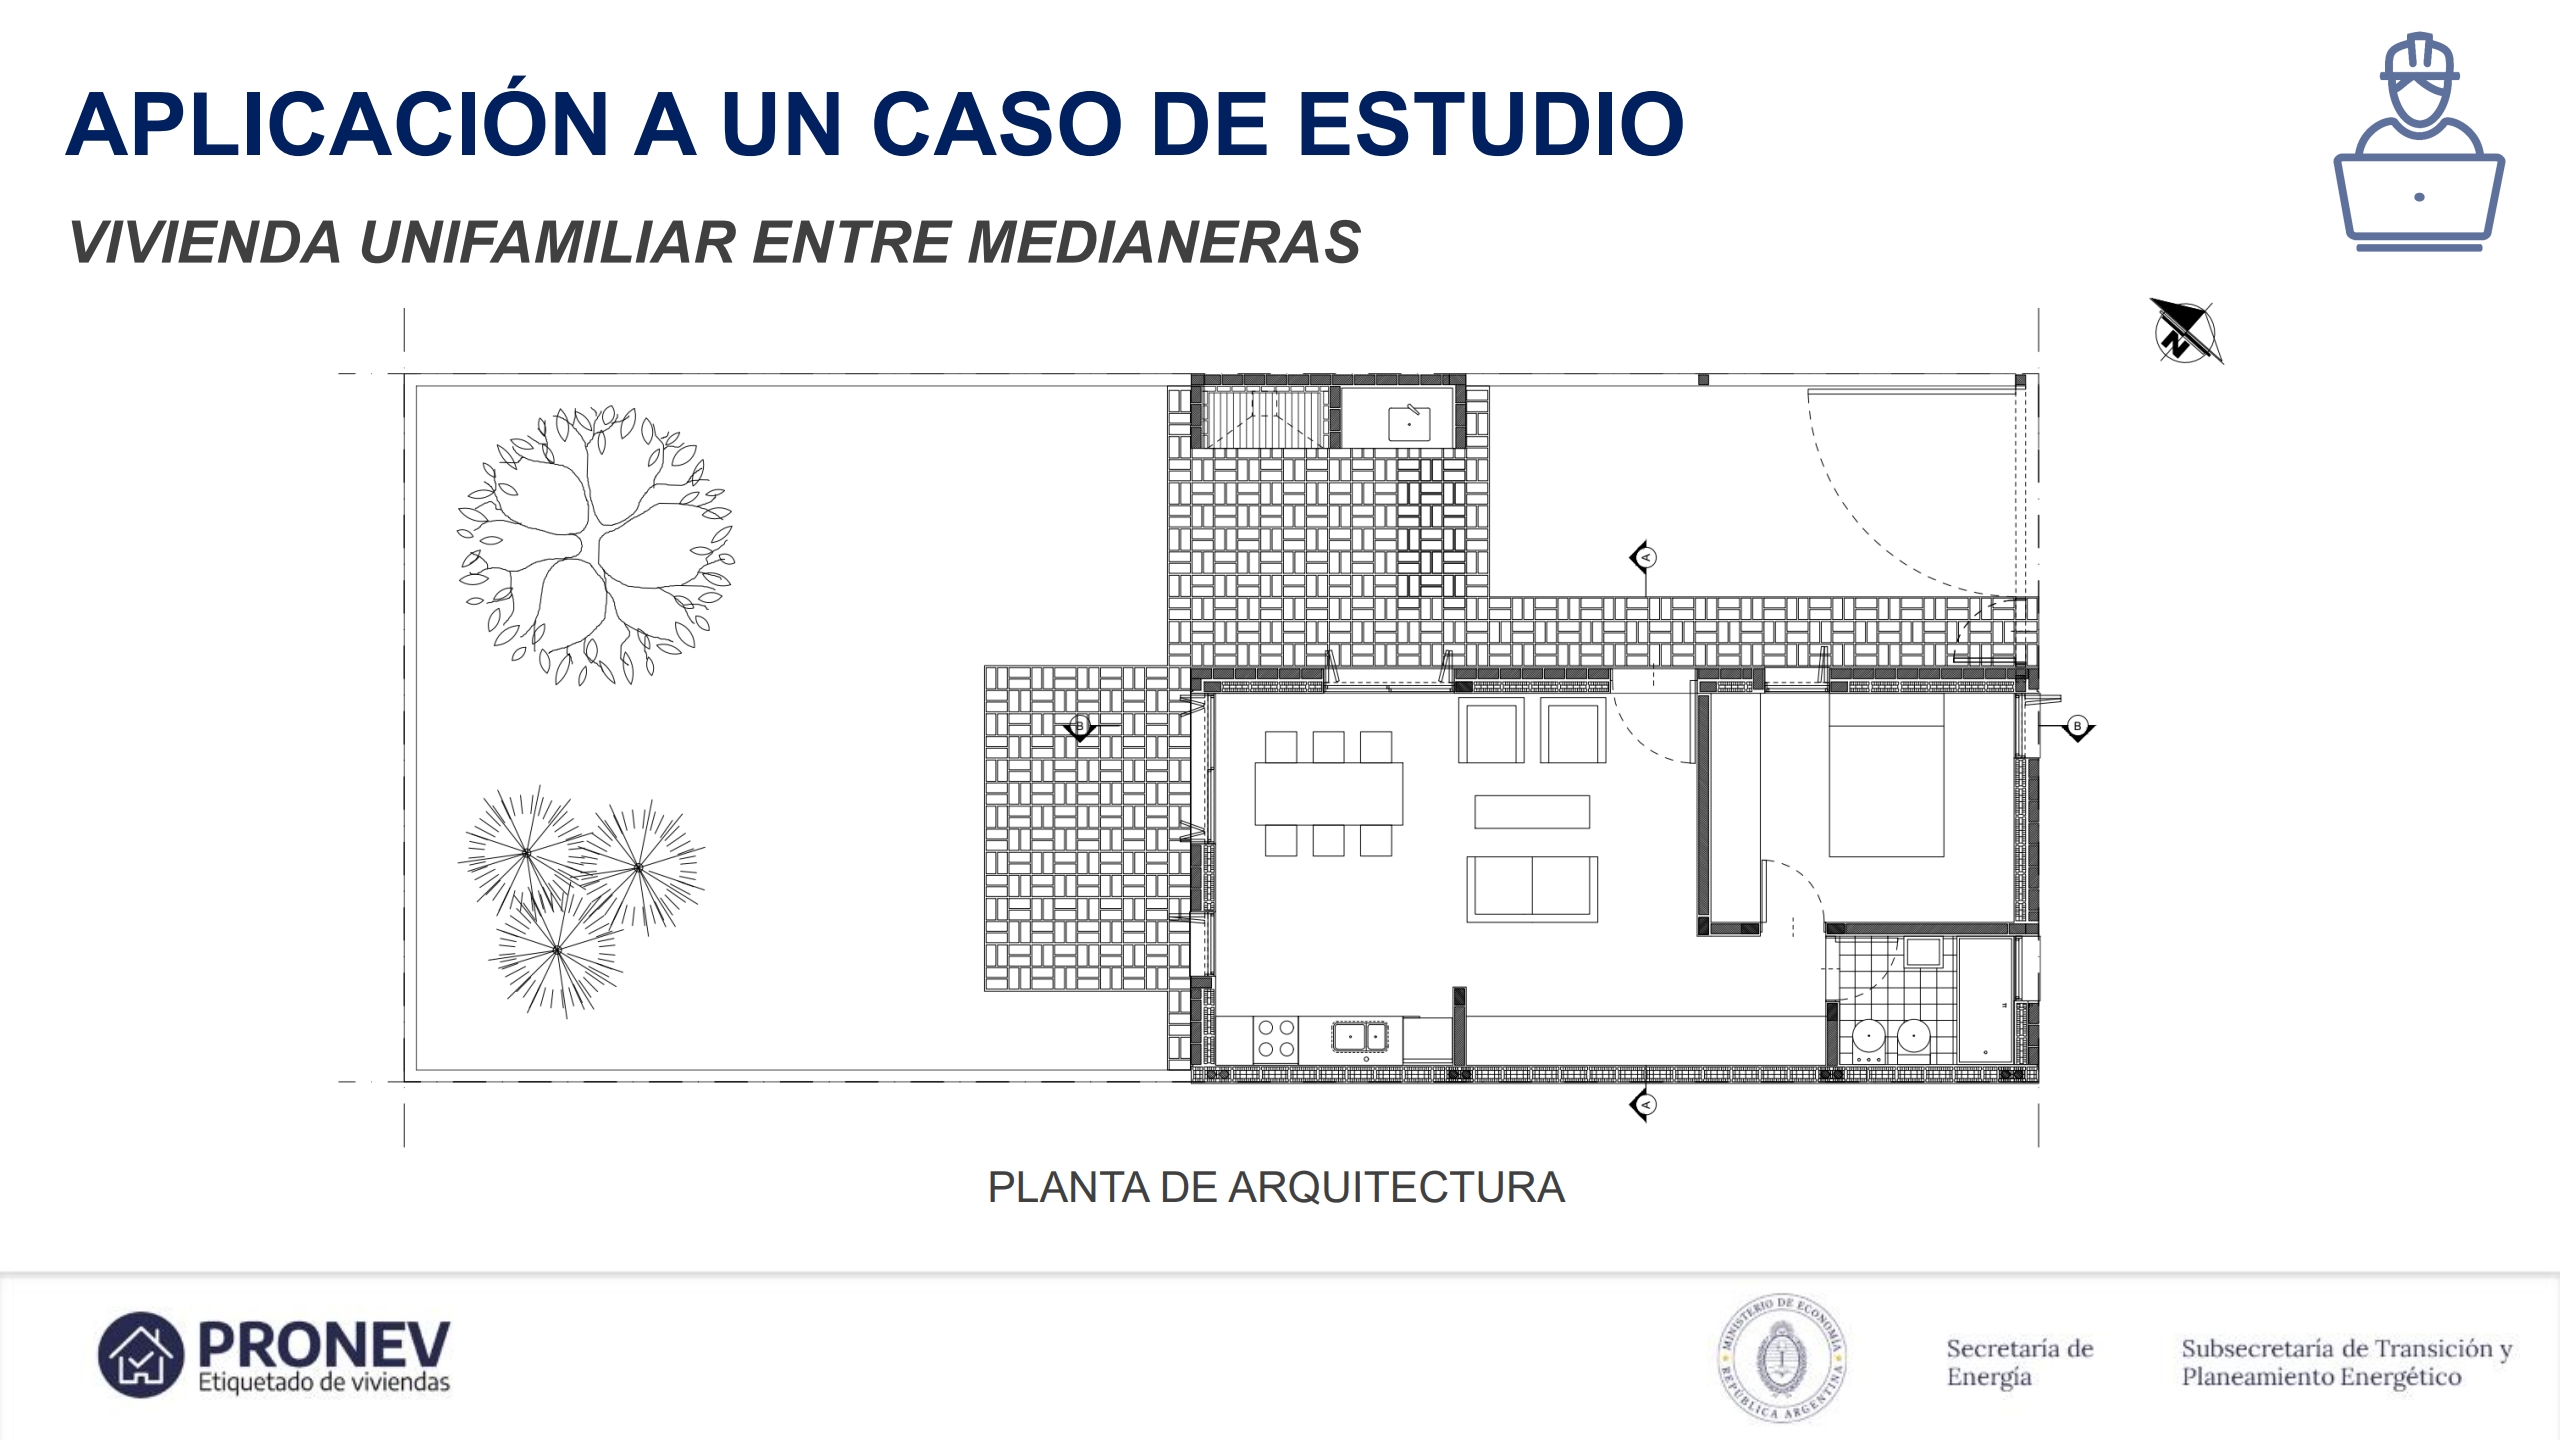 APLICACIÓN A UN CASO DE ESTUDIO
VIVIENDA UNIFAMILIAR ENTRE MEDIANERAS
N
A
B
B
A
PLANTA DE ARQUITECTURA
PRONEV
Etiquetado de viviendas
MINISTERIO DE ECONOMÍA
REPÚBLICA ARGENTINA
Secretaría de
Energía
Subsecretaría de Transición y
Planeamiento Energético